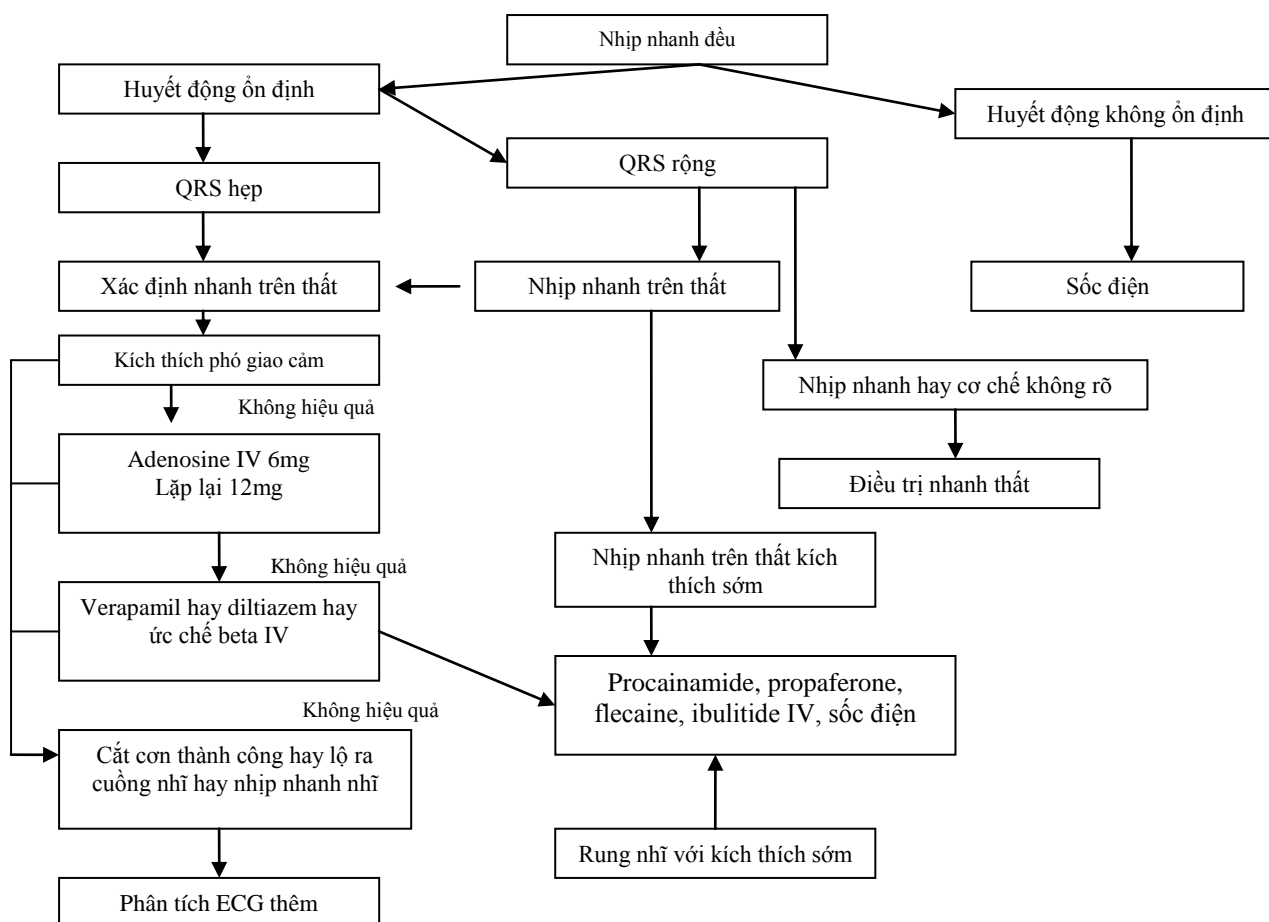 Nhịp nhanh đều
Huyết động ổn định
Huyết động không ổn định
QRS rộng
QRS hẹp
Xác định nhanh trên thất
Nhịp nhanh trên thất
Sốc điện
Kích thích phó giao cảm
Nhịp nhanh hay cơ chế không rõ
Không hiệu quả
Adenosine IV 6mg
Lặp lại 12mg
Điều trị nhanh thất
Nhịp nhanh trên thất kích
thích sớm
Không hiệu quả
Verapamil hay diltiazem hay
ức chế beta IV
Procainamide, propaferone,
flecaine, ibulitide IV, sốc điện
Không hiệu quả
Cắt cơn thành công hay lộ ra
cuồng nhĩ hay nhịp nhanh nhĩ
Rung nhĩ với kích thích sớm
Phân tích ECG thêm